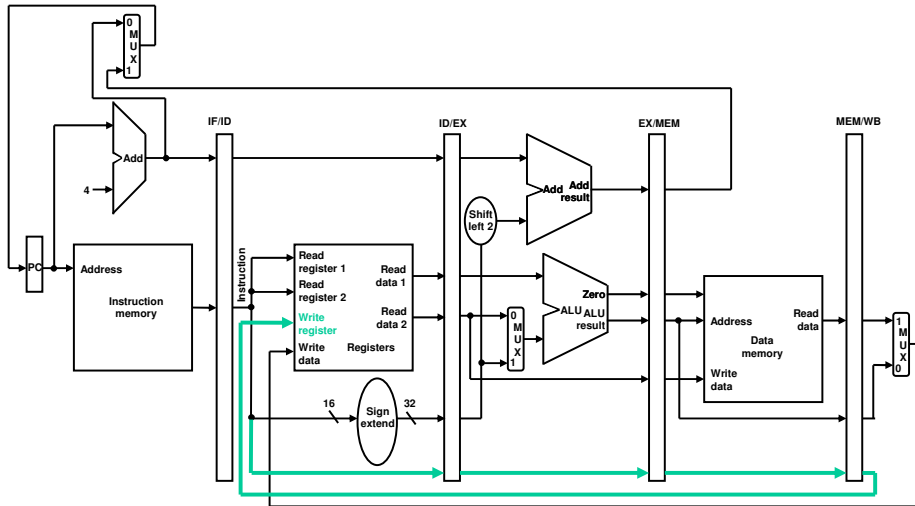 0
M
U
X
1
IF/ID
ID/EX
EX/MEM
MEM/WB
Add
4
Add
Add
result
Shift
left 2
PC
Address
Instruction
memory
Instruction
Read
register 1
Read
register 2
Write
register
Write
data
Read
data 1
Read
data 2
Registers
0
M
U
X
1
Zero
ALU
ALU
result
Address
Read
data
Data
memory
Write
data
1
M
U
X
0
16
Sign
extend
32